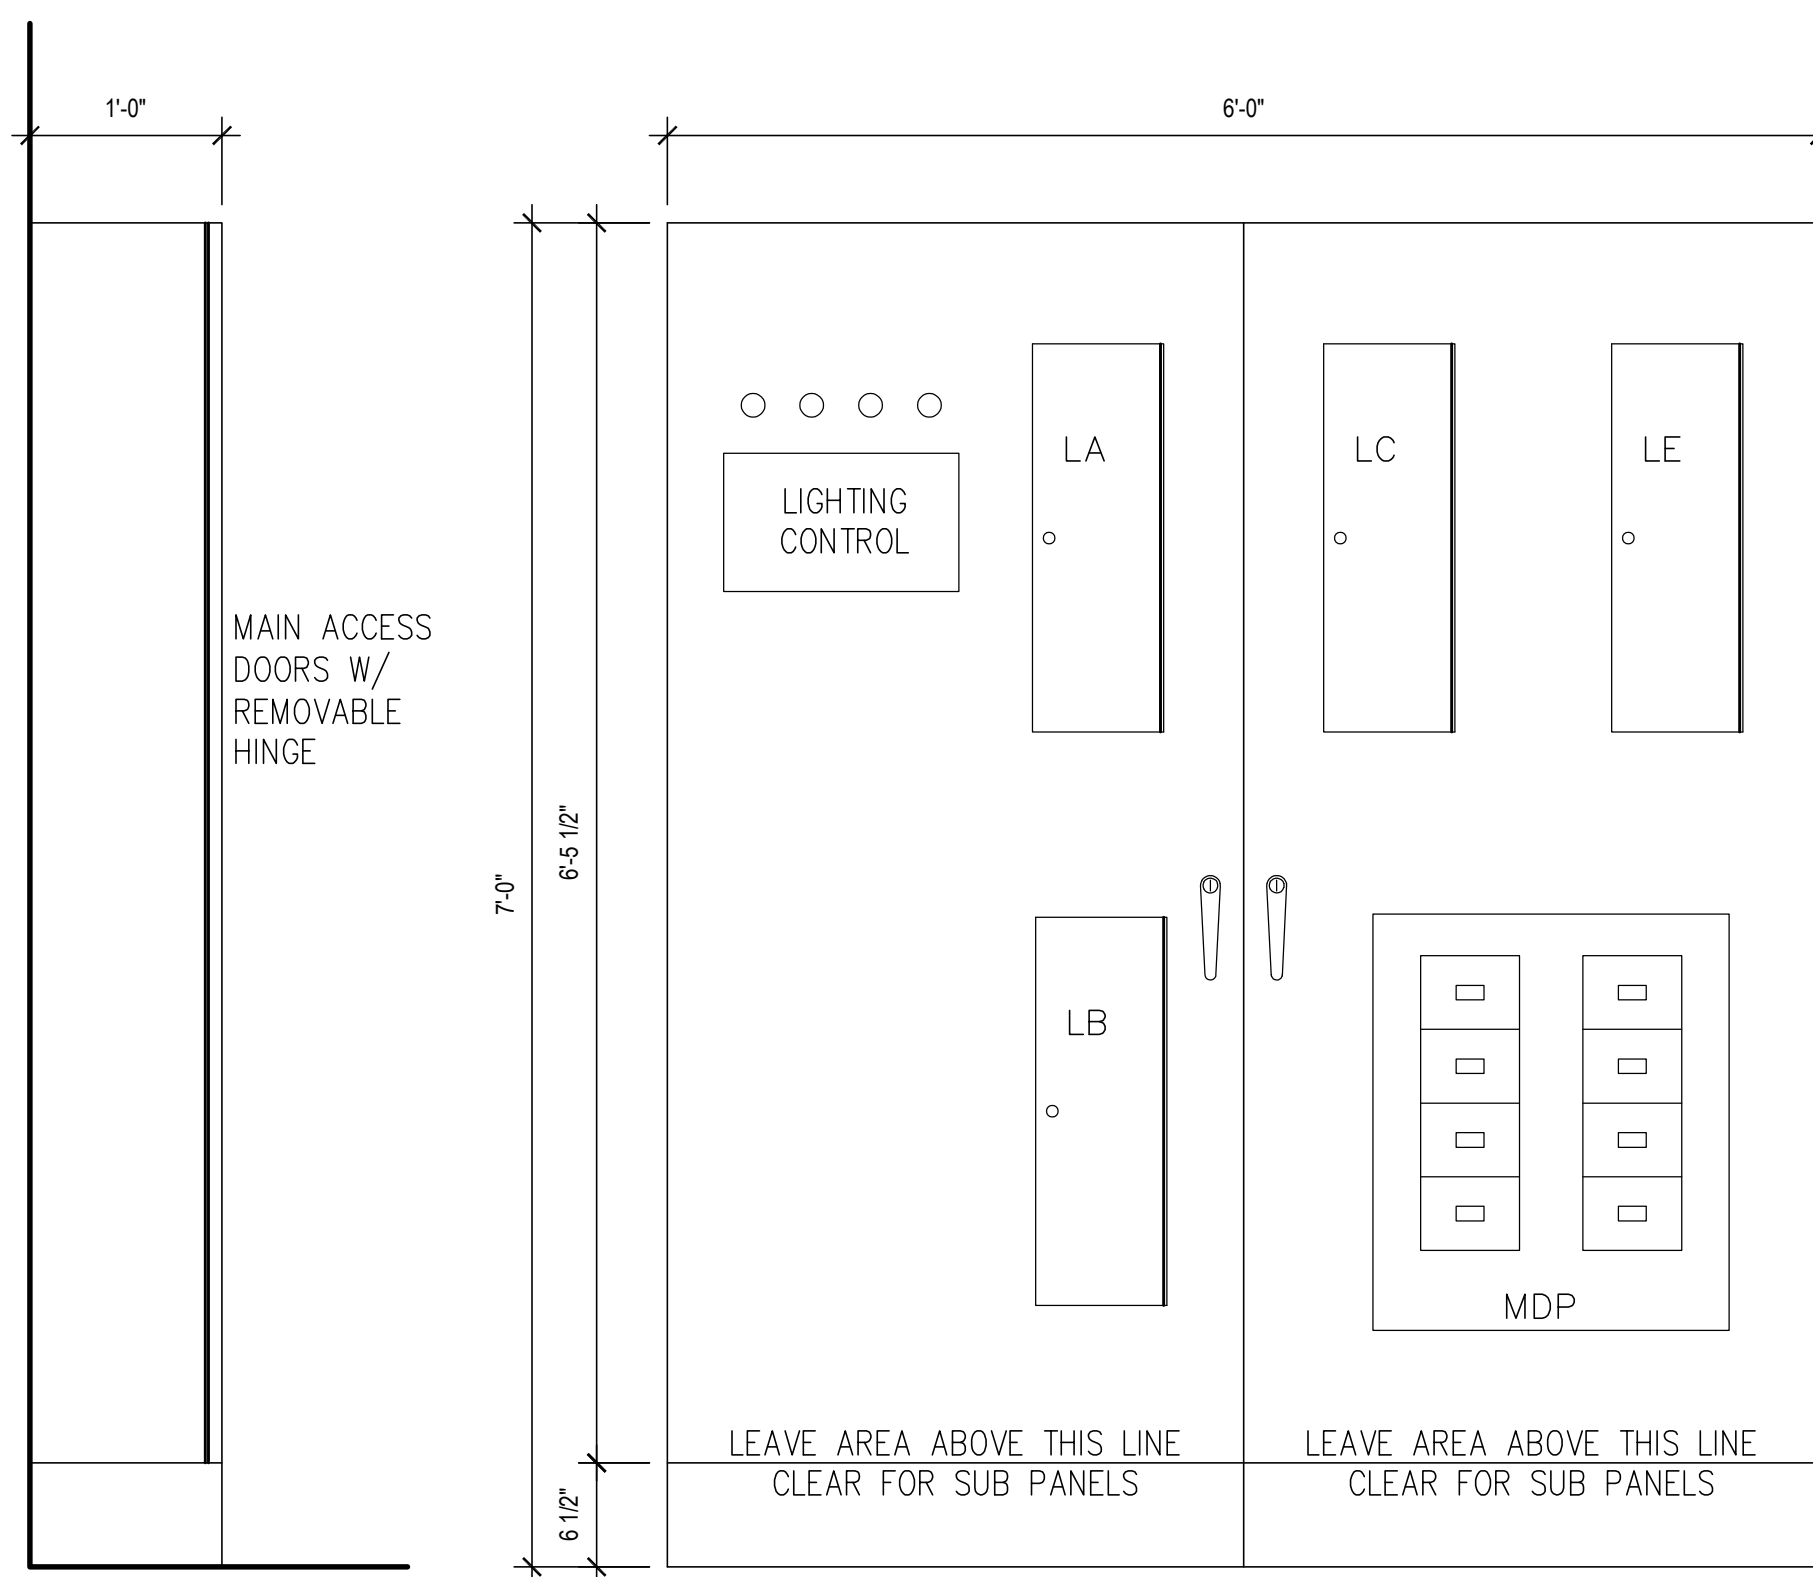 1'-0"
6'-0"
LA
LC
LE
LIGHTING
CONTROL
MAIN ACCESS
DOORS W/
REMOVABLE
HINGE
6'-5 1/2"
7'-0"
LB
MDP
LEAVE AREA ABOVE THIS LINE
CLEAR FOR SUB PANELS
LEAVE AREA ABOVE THIS LINE
CLEAR FOR SUB PANELS
6 1/2"